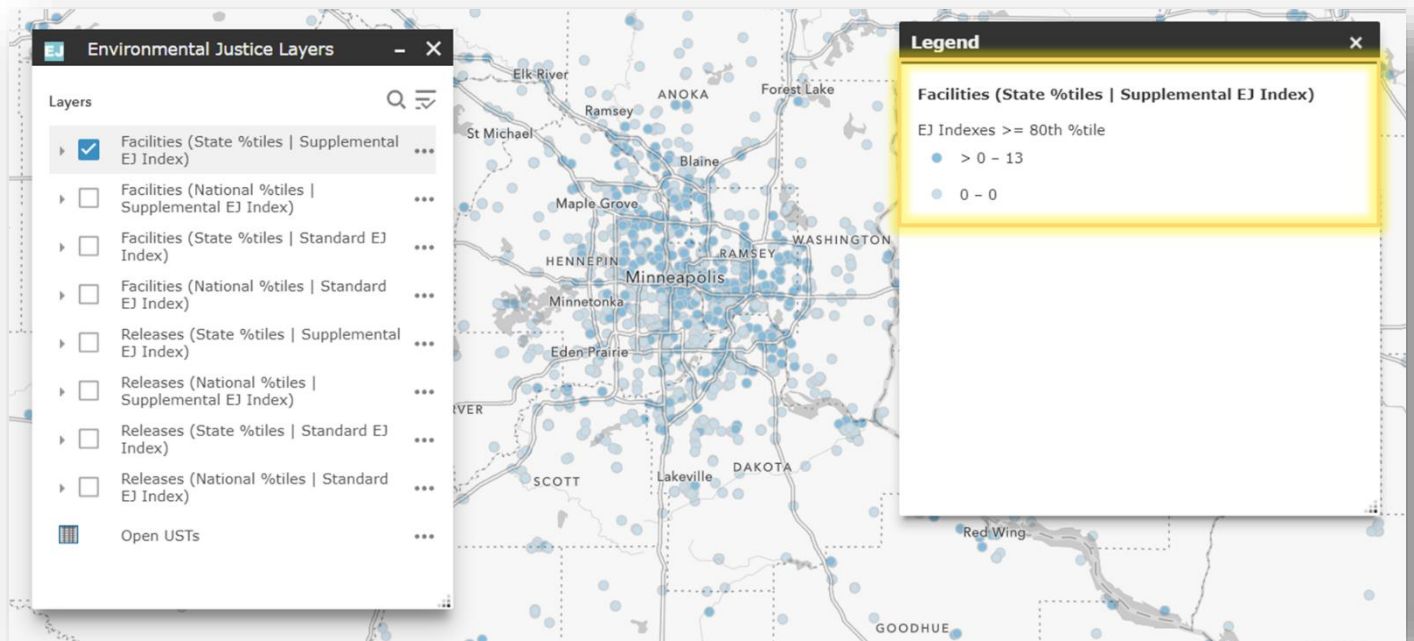 EJ Environmental Justice Layers
Layers
Facilities (State %tiles | Supplemental
EJ Index)
Facilities (National %tiles |
Supplemental EJ Index)
Facilities (State %tiles | Standard EJ
Index)
Facilities (National %tiles | Standard
EJ Index)
Releases (State %tiles | Supplemental
EJ Index)
Releases (National %tiles |
Supplemental EJ Index)
Releases (State %tiles | Standard EJ
Index)
Releases (National %tiles | Standard
EJ Index)
Open USTs
Elk River
ANOKA
Forest Lake
Ramsey
St Michael
Blaine
Maple Grove
WASHINGTON
HENNEPIN
RAMSEY
Minneapolis
Minnetonka
Eden Prairie
VER
DAKOTA
SCOTT
Lakeville
Red Wing
GOODHUE
Legend
Facilities (State %tiles | Supplemental EJ Index)
EJ Indexes >= 80th %tile
> 0 – 13
0 – 0